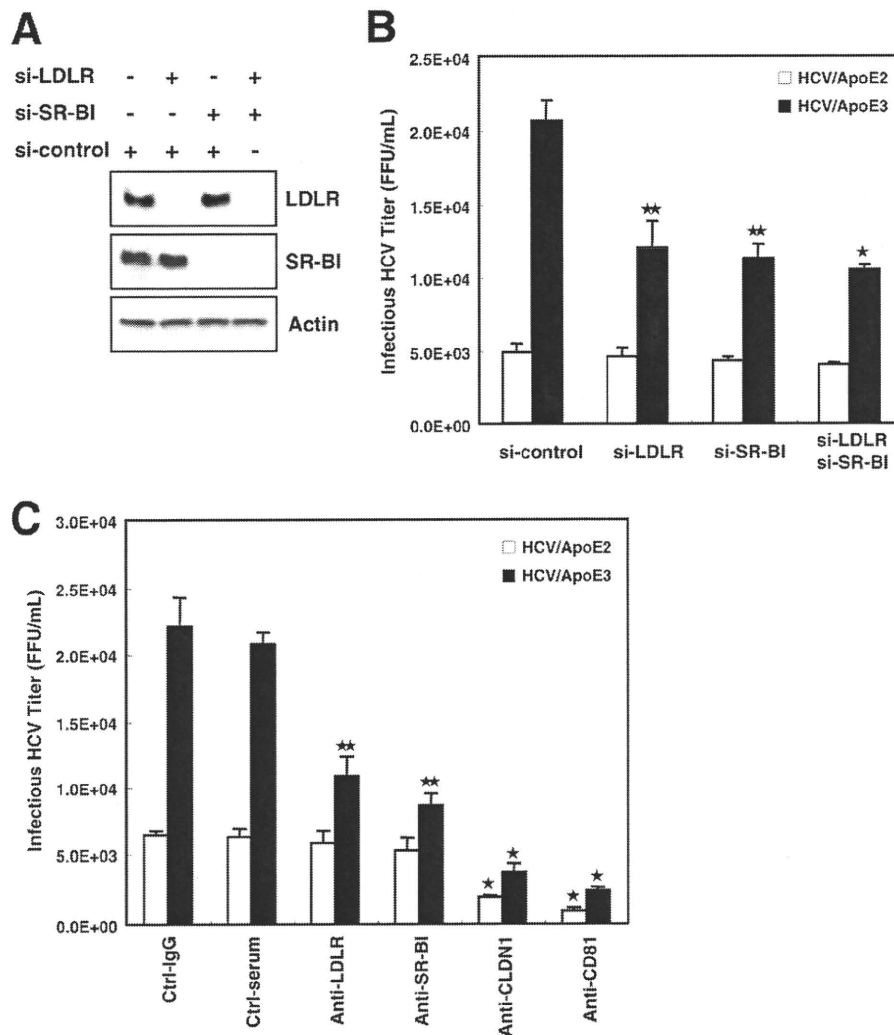 A
si-LDLR - + - +
si-SR-BI - - + +
si-control + + + -
LDLR
SR-BI
Actin
B
Infectious HCV Titer (FFU/mL)
2.5E+04
2.0E+04
1.5E+04
1.0E+04
5.0E+03
0.0E+00
HCV/ApoE2
HCV/ApoE3
★★
★★
★
si-control
si-LDLR
si-SR-BI
si-LDLR
si-SR-BI
C
Infectious HCV Titer (FFU/mL)
3.0E+04
2.5E+04
2.0E+04
1.5E+04
1.0E+04
5.0E+03
0.0E+00
HCV/ApoE2
HCV/ApoE3
★★
★★
★ ★
★ ★
Ctrl-IgG
Ctrl-serum
Anti-LDLR
Anti-SR-BI
Anti-CLDN1
Anti-CD81